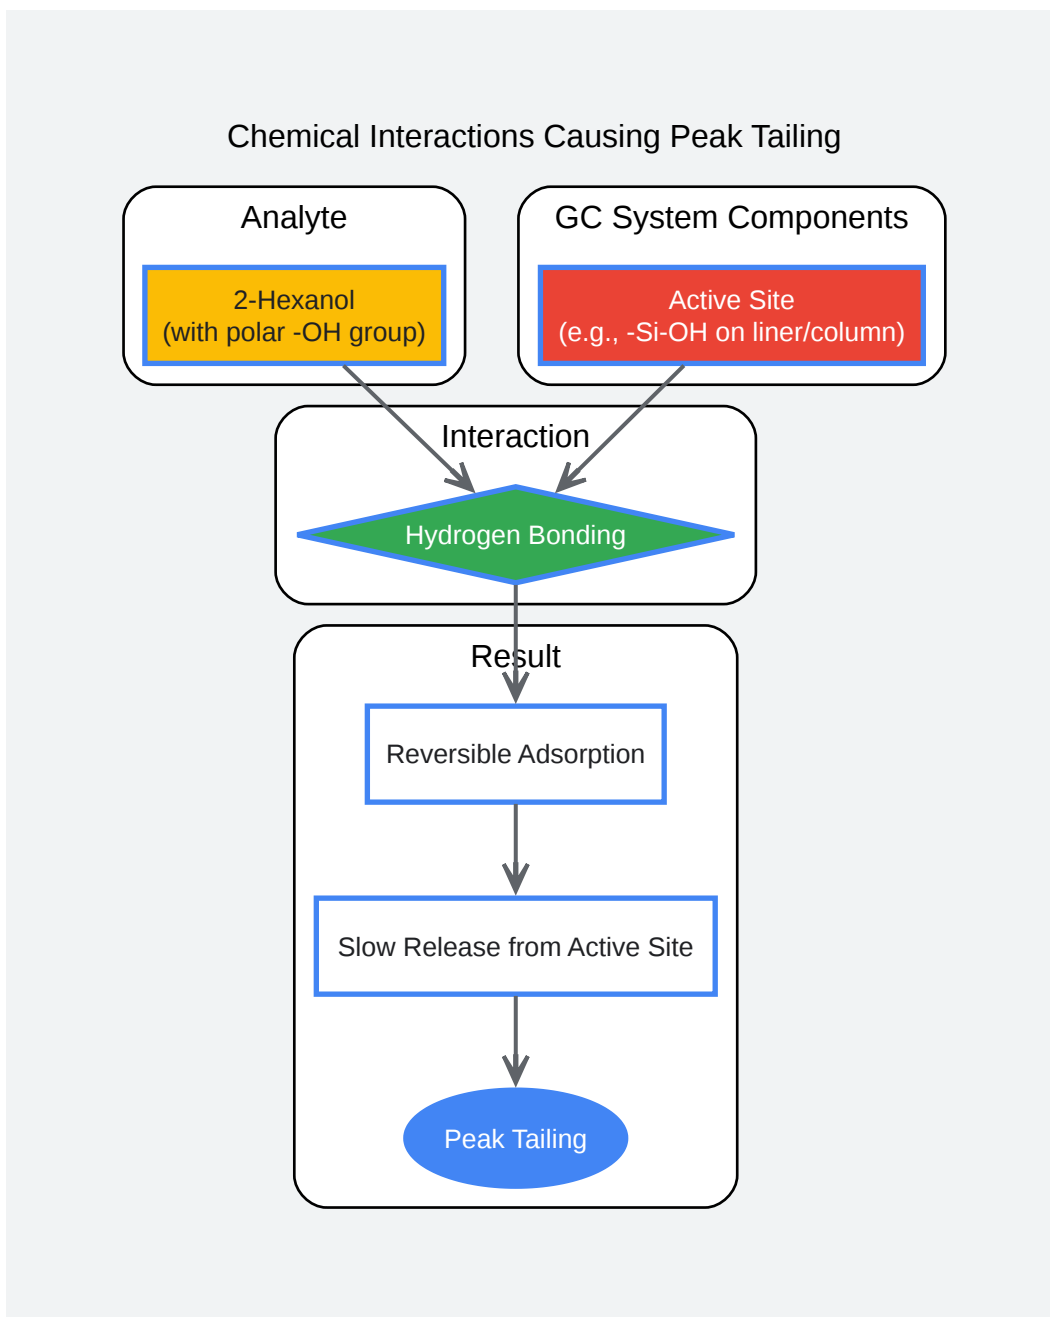 Chemical Interactions Causing Peak Tailing
Analyte
GC System Components
2-Hexanol
(with polar -OH group)
Active Site
(e.g., -Si-OH on liner/column)
Interaction
Hydrogen Bonding
Result
Reversible Adsorption
Slow Release from Active Site
Peak Tailing